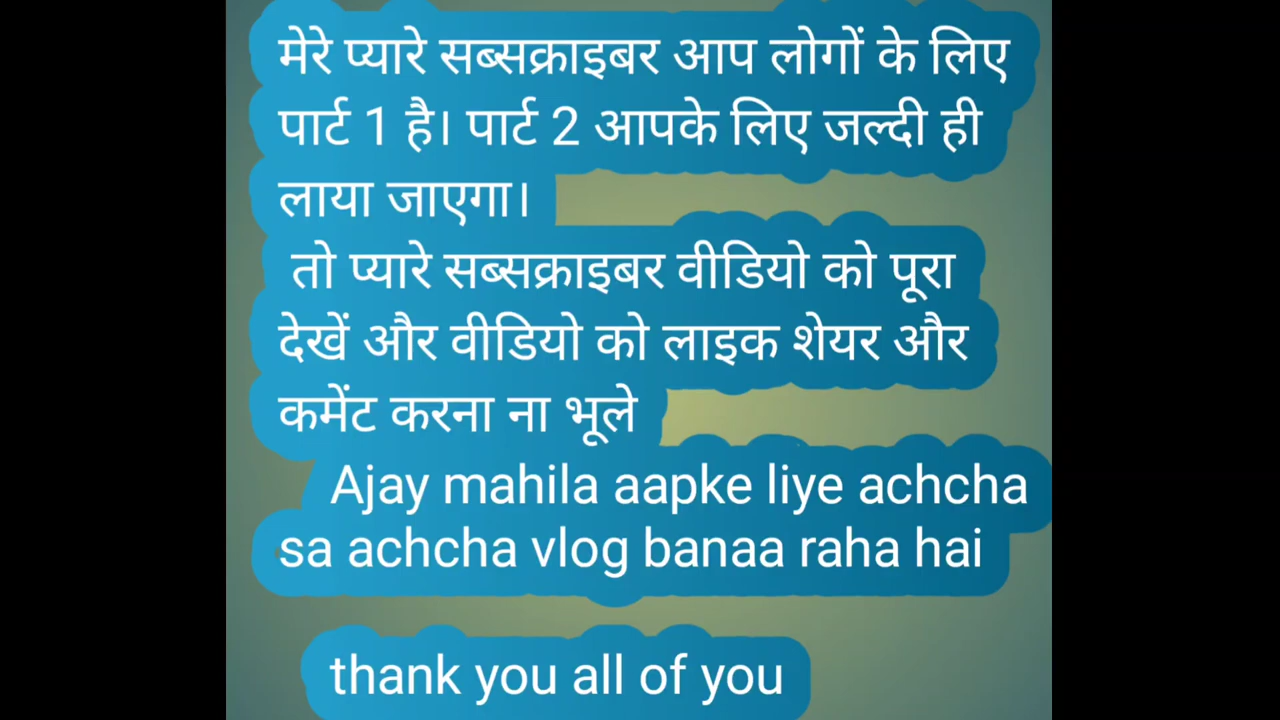 मेरे प्यारे सब्सक्राइबर आप लोगों के लिए
पार्ट 1 है। पार्ट 2 आपके लिए जल्दी ही
लाया जाएगा।
तो प्यारे सब्सक्राइबर वीडियो को पूरा
देखें और वीडियो को लाइक शेयर और
कमेंट करना ना भूले
Ajay mahila aapke liye achcha
sa achcha vlog banaa raha hai
thank you all of you